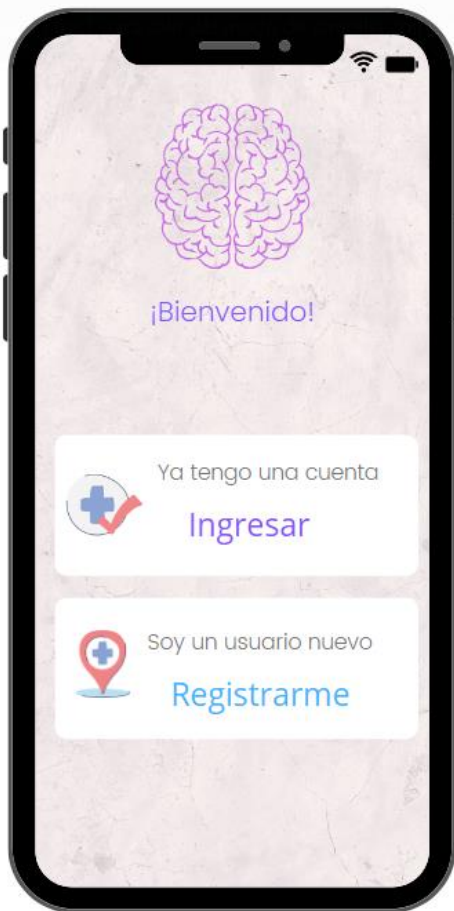 ¡Bienvenido!
Ya tengo una cuenta
Ingresar
Soy un usuario nuevo
Registrarme